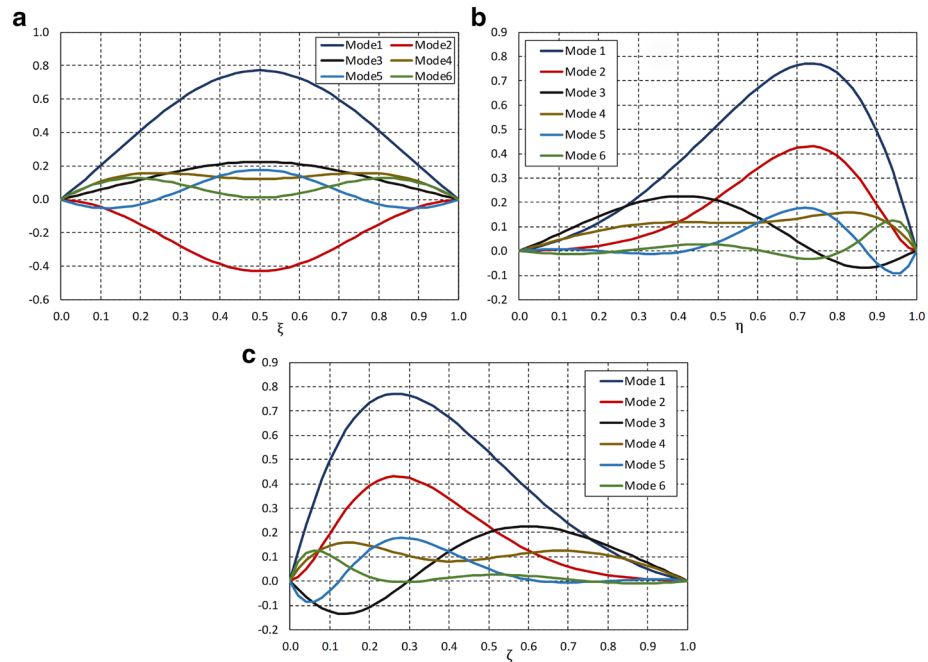 a
1.0
0.8
0.6
0.4
0.2
0.0
-0.2
-0.4
-0.6
Mode1 Mode2
Mode3 Mode4
Mode5 Mode6
0.0 0.1 0.2 0.3 0.4 0.5 0.6 0.7 0.8 0.9 1.0
ξ
b
0.9
0.8
0.7
0.6
0.5
0.4
0.3
0.2
0.1
0.0
-0.1
-0.2
Mode 1
Mode 2
Mode 3
Mode 4
Mode 5
Mode 6
0.0 0.1 0.2 0.3 0.4 0.5 0.6 0.7 0.8 0.9 1.0
η
c
0.9
0.8
0.7
0.6
0.5
0.4
0.3
0.2
0.1
0.0
-0.1
-0.2
Mode 1
Mode 2
Mode 3
Mode 4
Mode 5
Mode 6
0.0 0.1 0.2 0.3 0.4 0.5 0.6 0.7 0.8 0.9 1.0
ζ